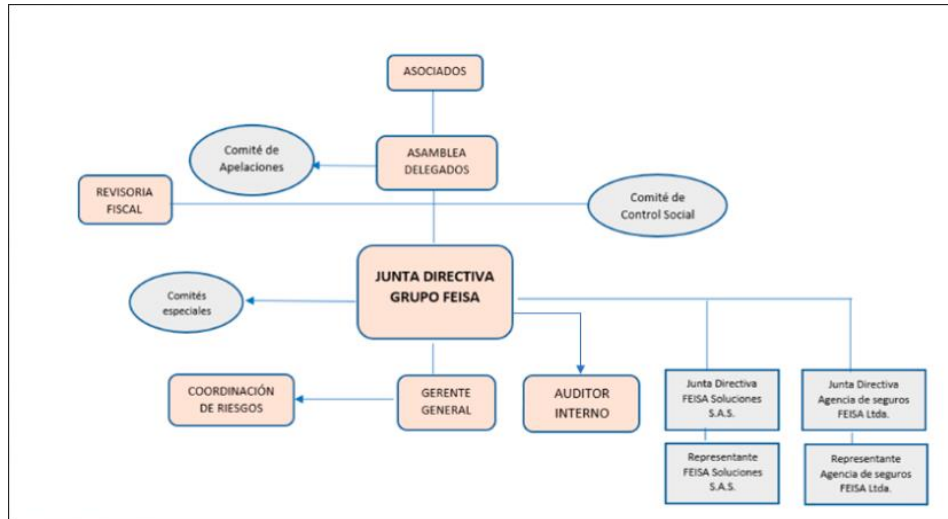 ASOCIADOS
Comité de
Apelaciones
ASAMBLEA
DELEGADOS
REVISORIA
FISCAL
Comité de
Control Social
JUNTA DIRECTIVA
GRUPO FEISA
Comités
especiales
COORDINACIÓN
DE RIESGOS
GERENTE
GENERAL
AUDITOR
INTERNO
Junta Directiva
FEISA Soluciones
S.A.S.
Junta Directiva
Agencia de seguros
FEISA Ltda.
Representante
FEISA Soluciones
S.A.S.
Representante
Agencia de seguros
FEISA Ltda.